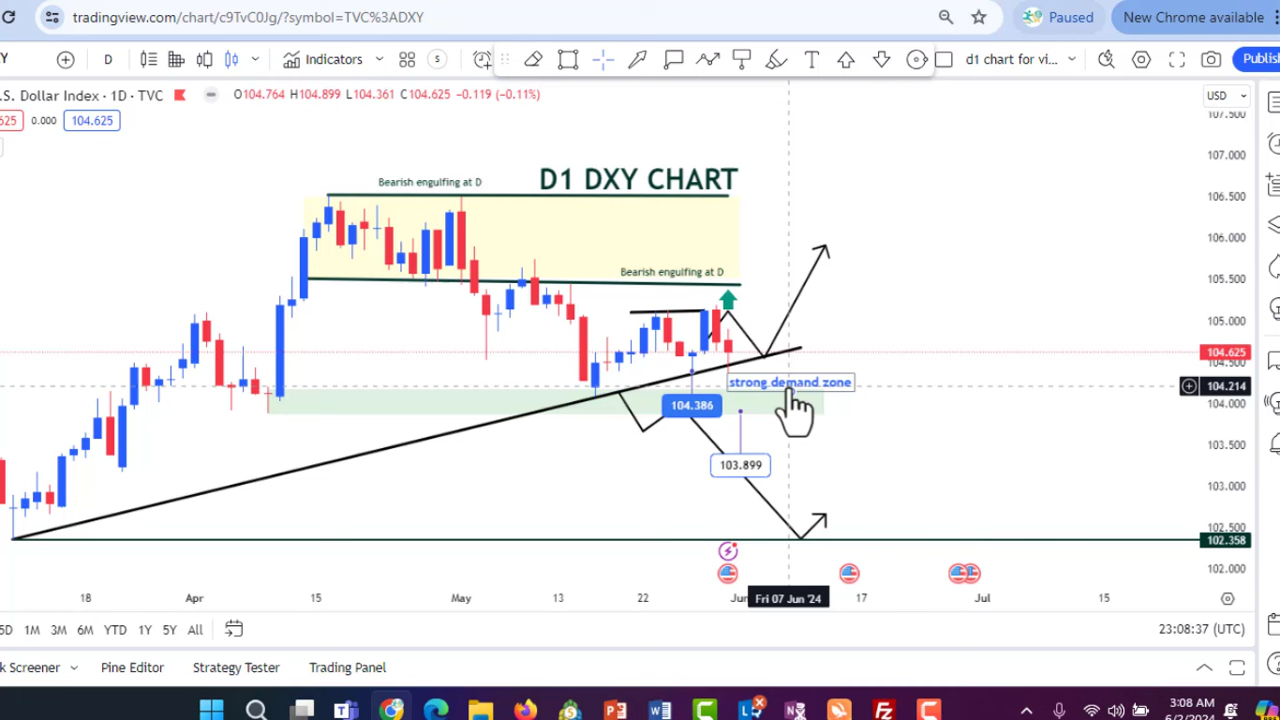 tradingview.com/chart/c9TvC0Jg/?symbol=TVC%3ADXY
Paused
New Chrome available
D
Indicators
S
T
d1 chart for vi...
Publis
.S. Dollar Index · 1D · TVC
O104.764 H104.899 L104.361 C104.625 −0.119 (−0.11%)
USD
625
0.000
104.625
107.500
107.000
106.500
106.000
105.500
105.000
104.625
104.500
104.214
104.000
103.500
103.000
102.500
102.358
102.000
Bearish engulfing at D
D1 DXY CHART
Bearish engulfing at D
strong demand zone
104.386
103.899
18
Apr
15
May
13
22
Jun
Fri 07 Jun '24
17
Jul
15
5D
1M
3M
6M
YTD
1Y
5Y
All
23:08:37 (UTC)
k Screener
Pine Editor
Strategy Tester
Trading Panel
3:08 AM